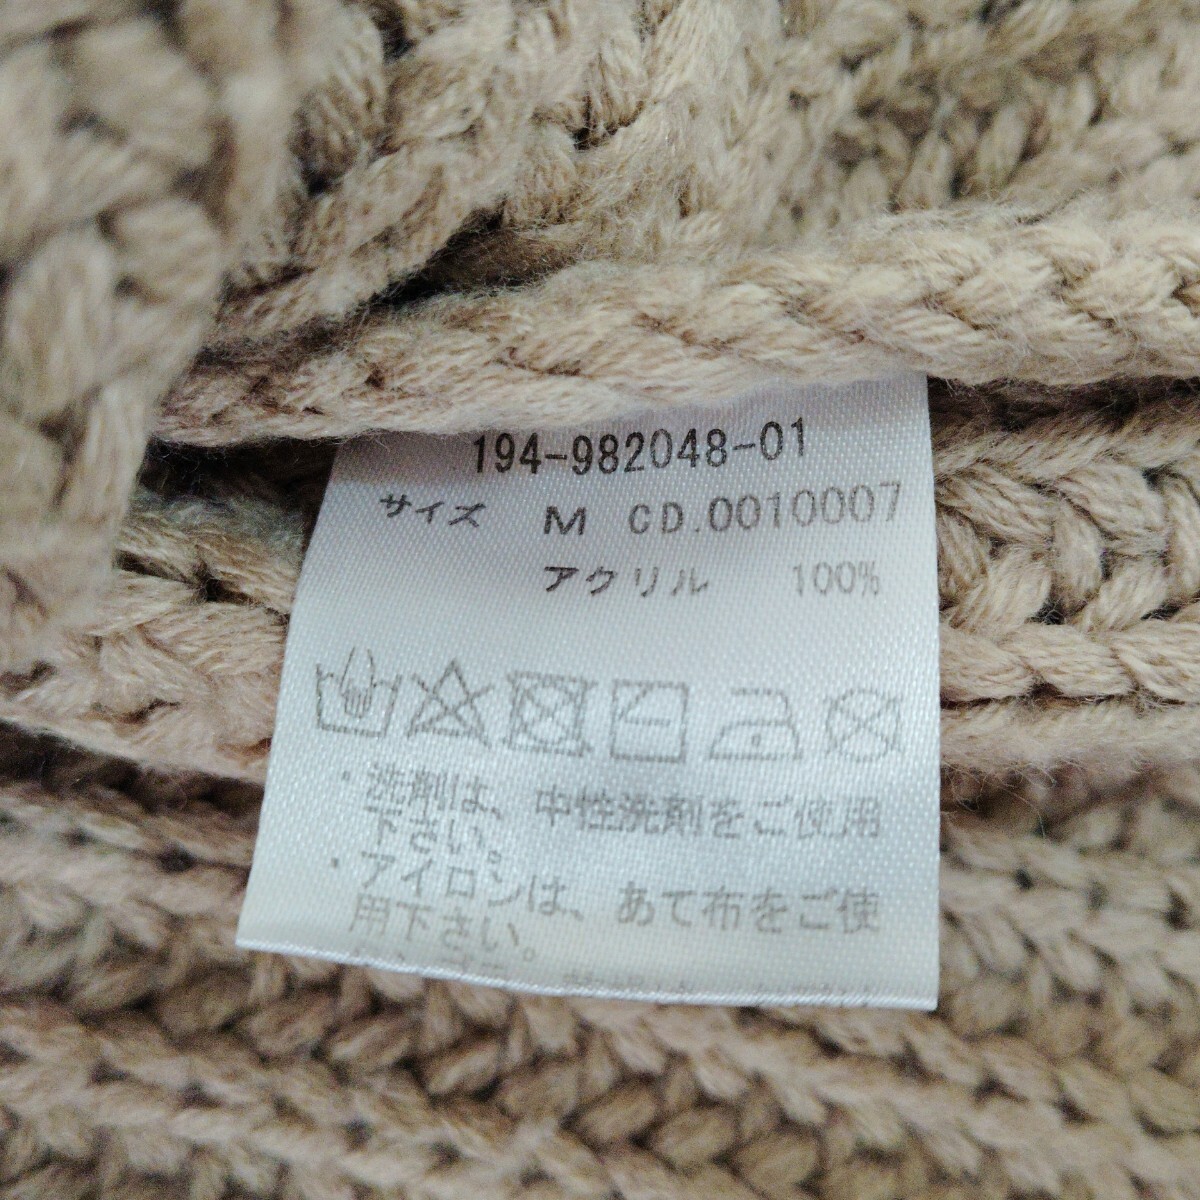 194-982048-01
サイズ M CD.0010007
アクリル 100%
・洗剤は、中性洗剤をご使用
下さい。
・アイロンは、あて布をご使
用下さい。